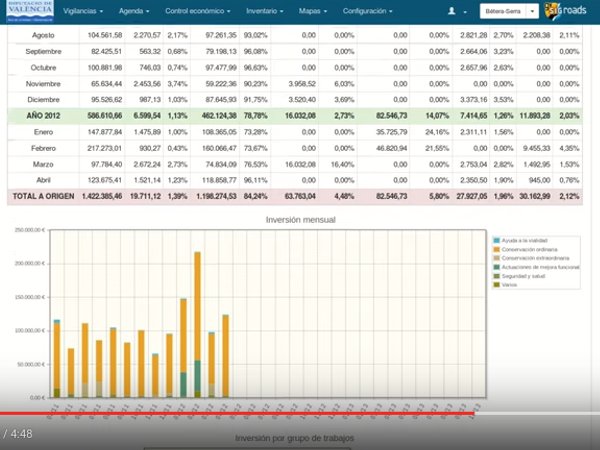 DIPUTACIÓ DE
VALENCIA
Vigilancias Agenda Control económico Inventario Mapas Configuración Bétera-Serra SIGroads
Agosto 104.561,58 2.270,57 2,17% 97.261,35 93,02% 0,00 0,00% 0,00 0,00% 2.821,28 2,70% 2.208,38 2,11%
Septiembre 82.425,51 563,32 0,68% 79.198,13 96,08% 0,00 0,00% 0,00 0,00% 2.664,06 3,23% 0,00 0,00%
Octubre 100.881,98 746,03 0,74% 97.477,99 96,63% 0,00 0,00% 0,00 0,00% 2.657,96 2,63% 0,00 0,00%
Noviembre 65.634,44 2.453,56 3,74% 59.222,36 90,23% 3.958,52 6,03% 0,00 0,00% 0,00 0,00% 0,00 0,00%
Diciembre 95.526,62 987,13 1,03% 87.645,93 91,75% 3.520,40 3,69% 0,00 0,00% 3.373,16 3,53% 0,00 0,00%
AÑO 2012 586.610,66 6.599,54 1,13% 462.124,38 78,78% 16.032,08 2,73% 82.546,73 14,07% 7.414,65 1,26% 11.893,28 2,03%
Enero 147.877,84 1.475,89 1,00% 108.365,05 73,28% 0,00 0,00% 35.725,79 24,16% 2.311,11 1,56% 0,00 0,00%
Febrero 217.273,01 930,27 0,43% 160.066,47 73,67% 0,00 0,00% 46.820,94 21,55% 0,00 0,00% 9.455,33 4,35%
Marzo 97.784,40 2.672,24 2,73% 74.834,09 76,53% 16.032,08 16,40% 0,00 0,00% 2.753,04 2,82% 1.492,95 1,53%
Abril 123.675,41 1.521,14 1,23% 118.858,77 96,11% 0,00 0,00% 0,00 0,00% 2.350,50 1,90% 945,00 0,76%
TOTAL A ORIGEN 1.422.385,46 19.711,12 1,39% 1.198.274,53 84,24% 63.763,04 4,48% 82.546,73 5,80% 27.927,05 1,96% 30.162,99 2,12%
Inversión mensual
250.000,00 €
200.000,00 €
150.000,00 €
100.000,00 €
50.000,00 €
0,00 €
Ayuda a la vialidad
Conservación ordinaria
Conservación extraordinaria
Actuaciones de mejora funcional
Seguridad y salud
Varios
/ 4:48
Inversión por grupo de trabajos